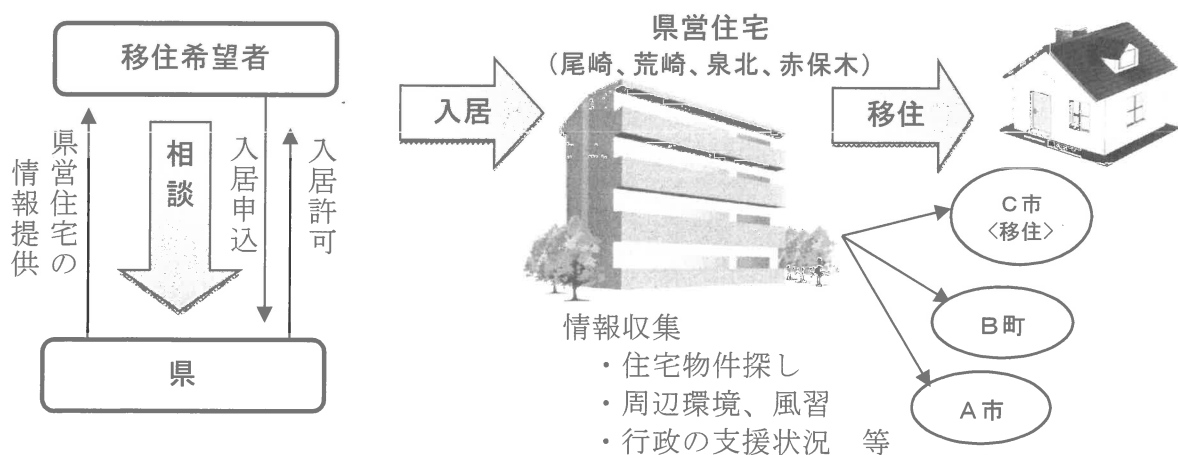 移住希望者
県営住宅の
情報提供
相談
入居申込
入居許可
県
入居
県営住宅
（尾崎、荒崎、泉北、赤保木）
移住
情報収集
・住宅物件探し
・周辺環境、風習
・行政の支援状況　等
Ｃ市
〈移住〉
Ｂ町
Ａ市